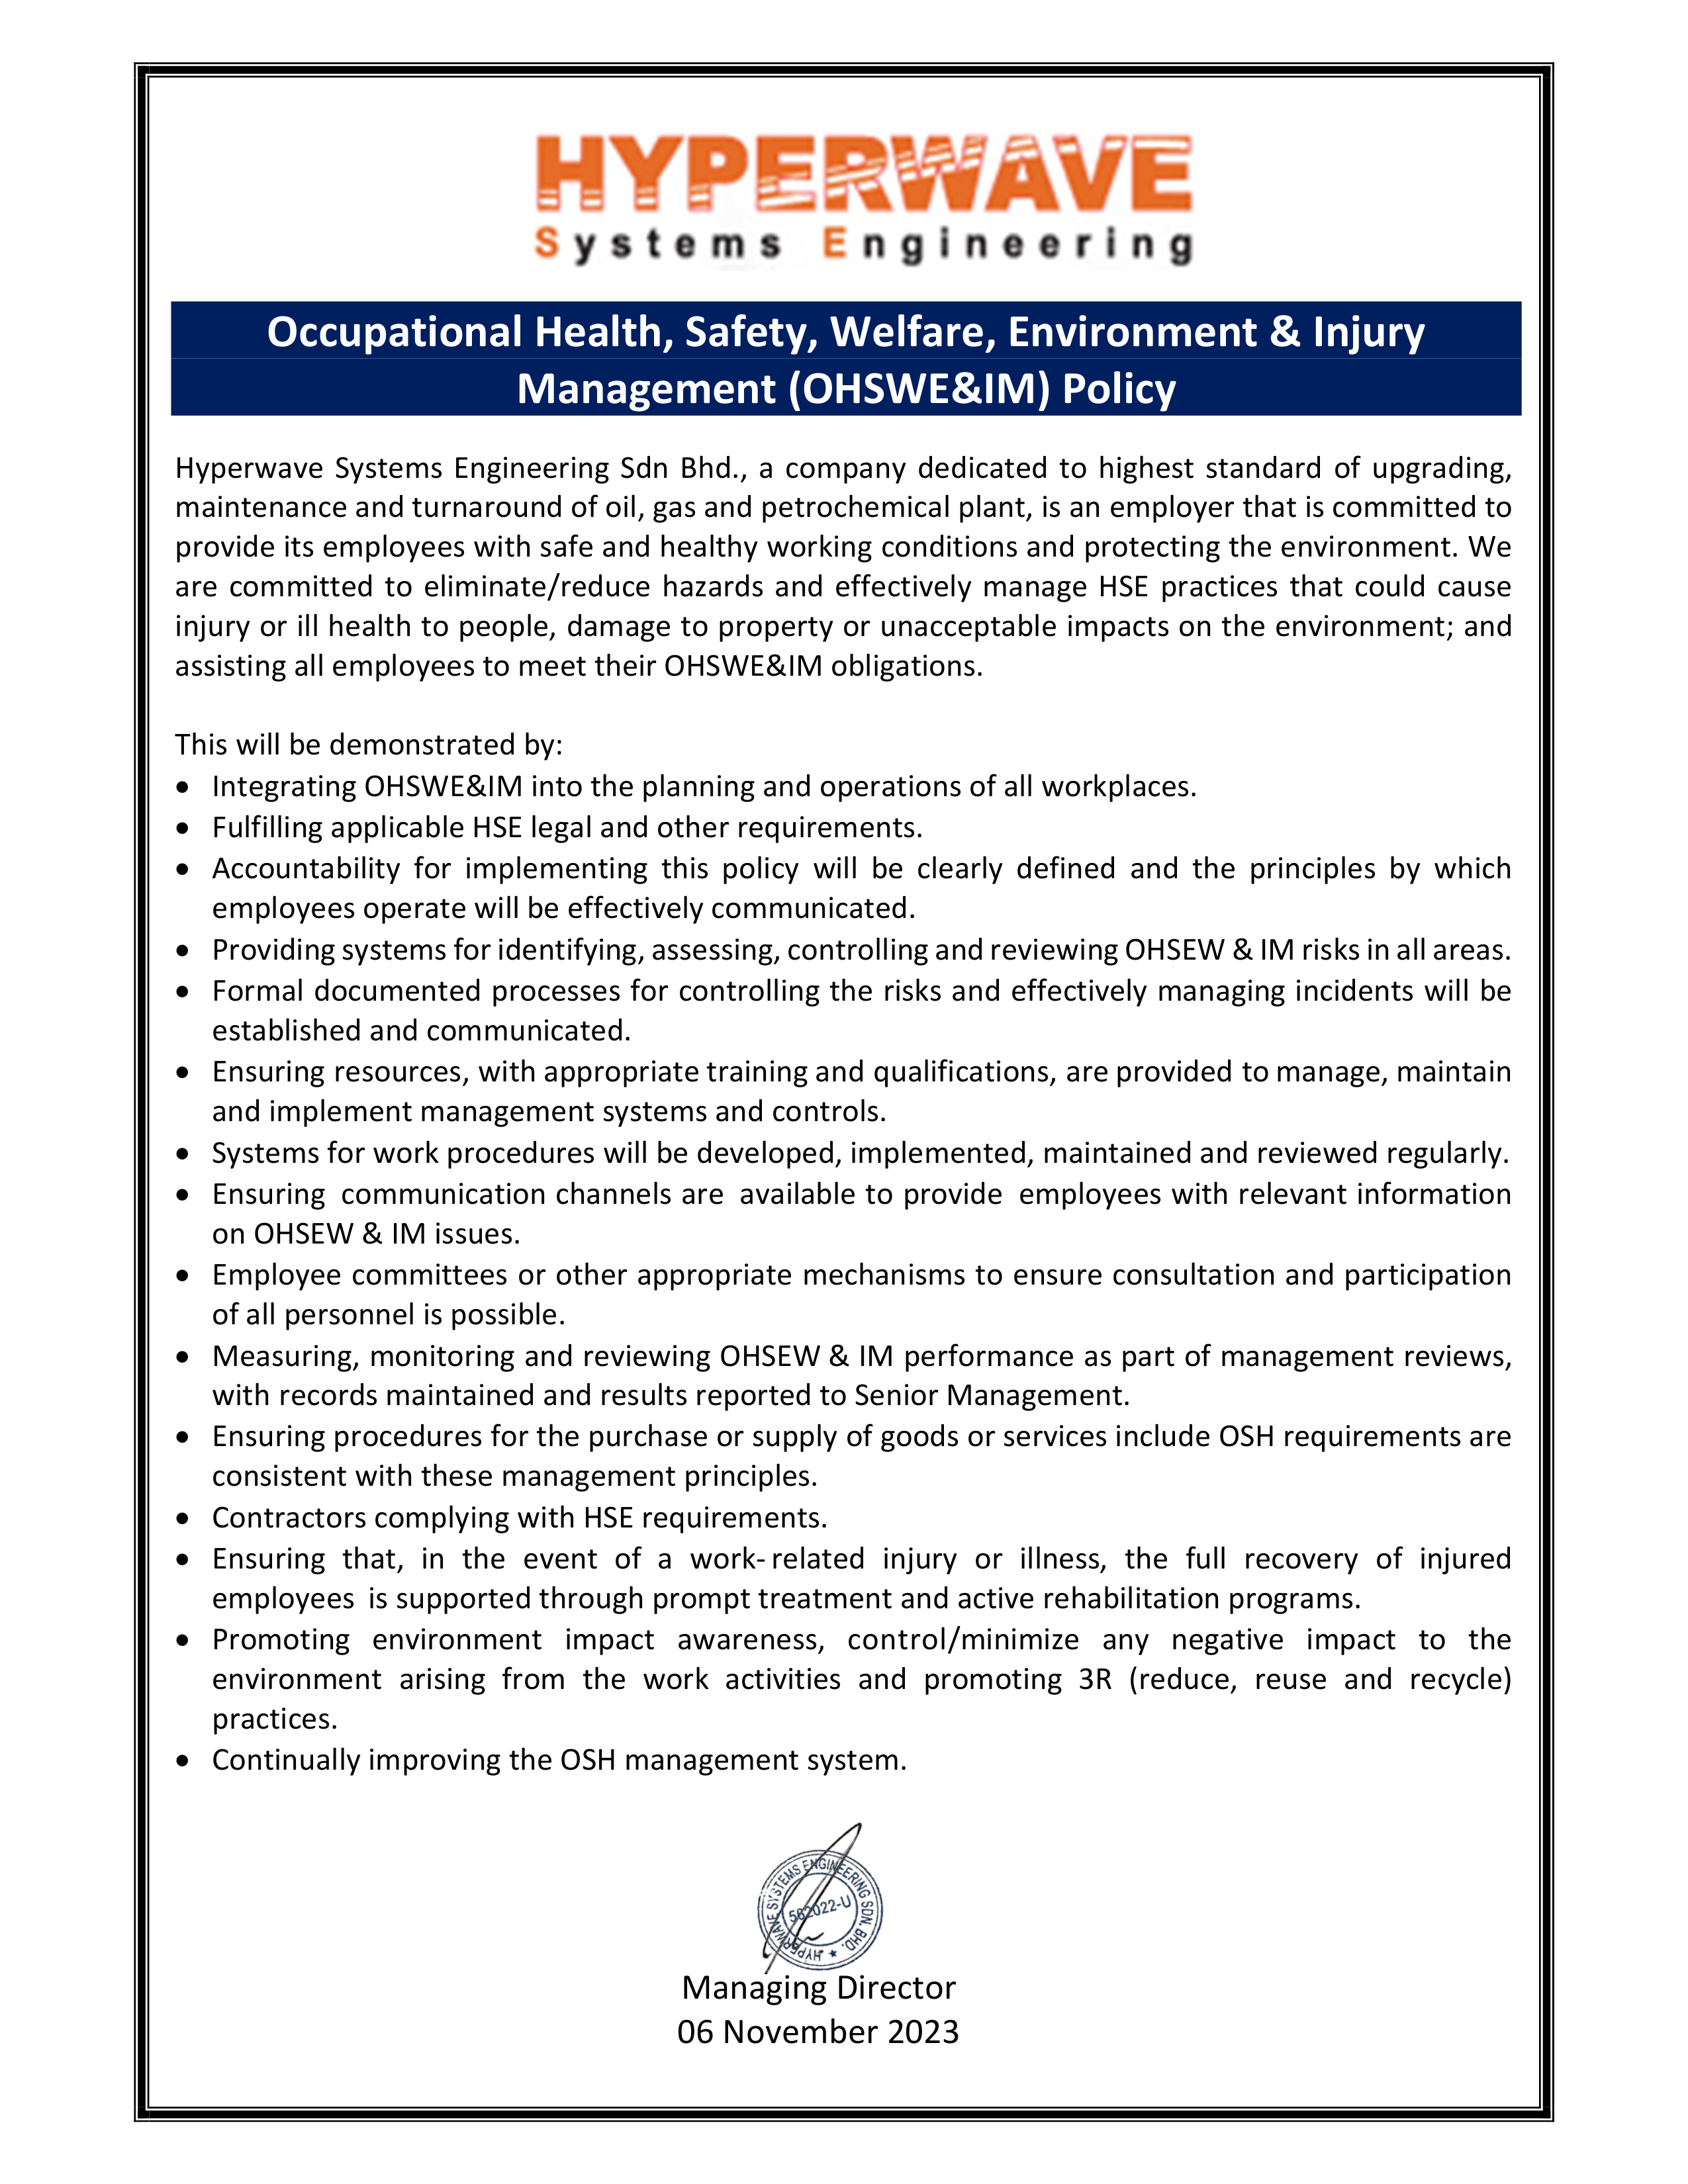 HYPERWAVE
Systems Engineering
Occupational Health, Safety, Welfare, Environment & Injury
Management (OHSWE&IM) Policy
Hyperwave Systems Engineering Sdn Bhd., a company dedicated to highest standard of upgrading,
maintenance and turnaround of oil, gas and petrochemical plant, is an employer that is committed to
provide its employees with safe and healthy working conditions and protecting the environment. We
are committed to eliminate/reduce hazards and effectively manage HSE practices that could cause
injury or ill health to people, damage to property or unacceptable impacts on the environment; and
assisting all employees to meet their OHSWE&IM obligations.
This will be demonstrated by:
• Integrating OHSWE&IM into the planning and operations of all workplaces.
• Fulfilling applicable HSE legal and other requirements.
• Accountability for implementing this policy will be clearly defined and the principles by which
employees operate will be effectively communicated.
• Providing systems for identifying, assessing, controlling and reviewing OHSEW & IM risks in all areas.
• Formal documented processes for controlling the risks and effectively managing incidents will be
established and communicated.
• Ensuring resources, with appropriate training and qualifications, are provided to manage, maintain
and implement management systems and controls.
• Systems for work procedures will be developed, implemented, maintained and reviewed regularly.
• Ensuring communication channels are available to provide employees with relevant information
on OHSEW & IM issues.
• Employee committees or other appropriate mechanisms to ensure consultation and participation
of all personnel is possible.
• Measuring, monitoring and reviewing OHSEW & IM performance as part of management reviews,
with records maintained and results reported to Senior Management.
• Ensuring procedures for the purchase or supply of goods or services include OSH requirements are
consistent with these management principles.
• Contractors complying with HSE requirements.
• Ensuring that, in the event of a work- related injury or illness, the full recovery of injured
employees is supported through prompt treatment and active rehabilitation programs.
• Promoting environment impact awareness, control/minimize any negative impact to the
environment arising from the work activities and promoting 3R (reduce, reuse and recycle)
practices.
• Continually improving the OSH management system.
HYPERWAVE SYSTEMS ENGINEERING SDN. BHD.
562022-U
Managing Director
06 November 2023